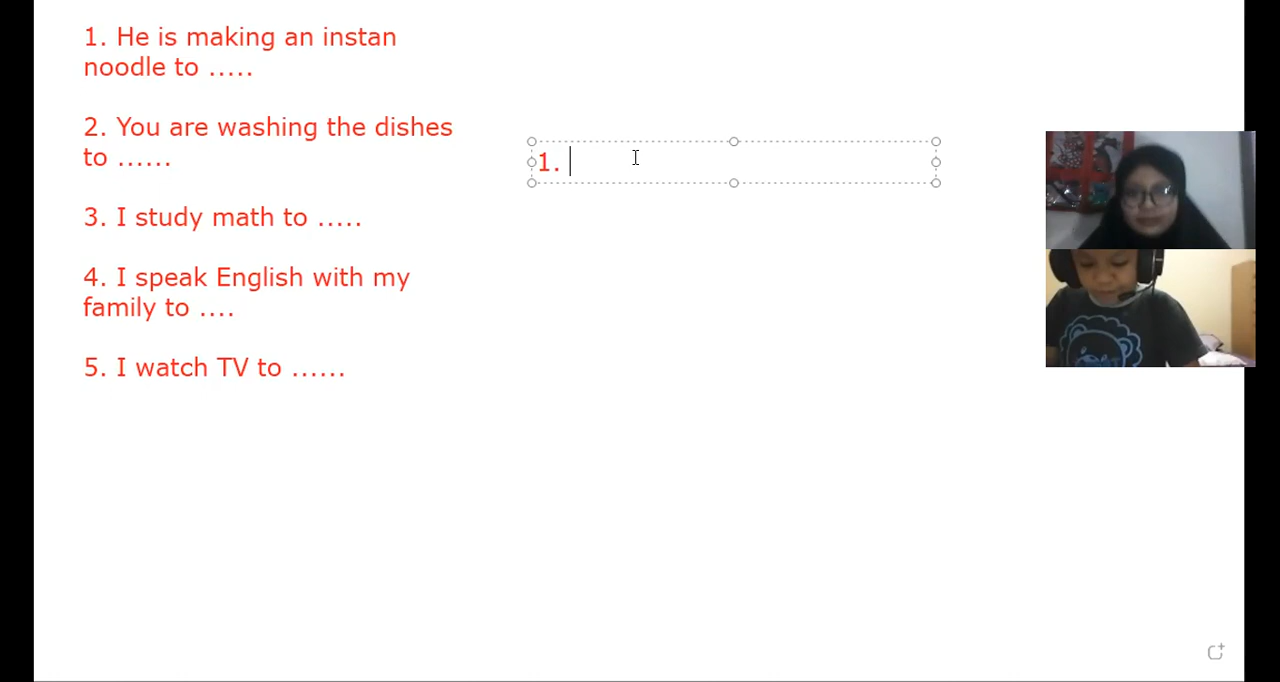 1. He is making an instan
noodle to .....
2. You are washing the dishes
to ......
3. I study math to .....
4. I speak English with my
family to ....
5. I watch TV to ......
1.